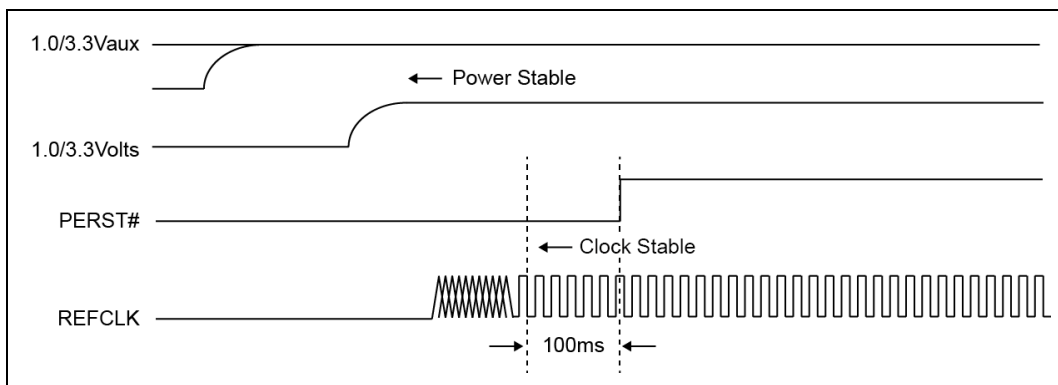 1.0/3.3Vaux
Power Stable
1.0/3.3Volts
PERST#
Clock Stable
REFCLK
100ms